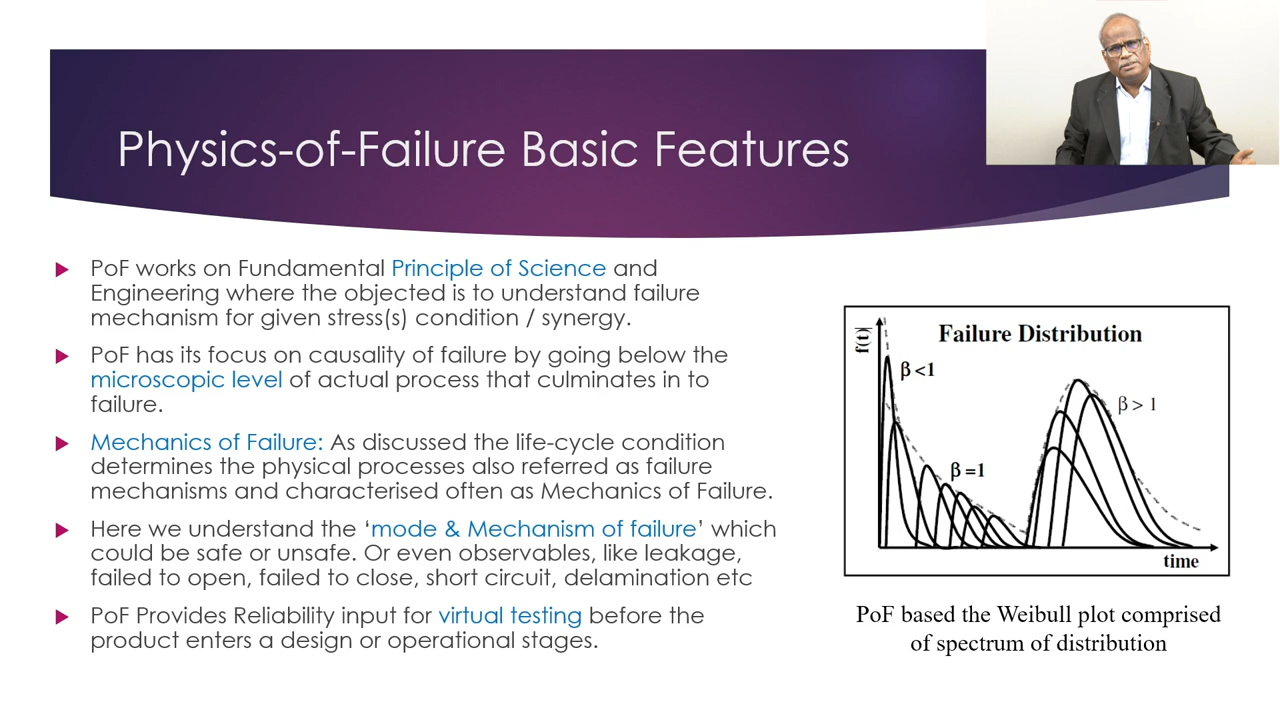 Physics-of-Failure Basic Features
PoF works on Fundamental Principle of Science and
Engineering where the objected is to understand failure
mechanism for given stress(s) condition / synergy.
PoF has its focus on causality of failure by going below the
microscopic level of actual process that culminates in to
failure.
Mechanics of Failure: As discussed the life-cycle condition
determines the physical processes also referred as failure
mechanisms and characterised often as Mechanics of Failure.
Here we understand the ‘mode & Mechanism of failure’ which
could be safe or unsafe. Or even observables, like leakage,
failed to open, failed to close, short circuit, delamination etc
PoF Provides Reliability input for virtual testing before the
product enters a design or operational stages.
f(t)
Failure Distribution
β <1
β > 1
β =1
time
PoF based the Weibull plot comprised
of spectrum of distribution